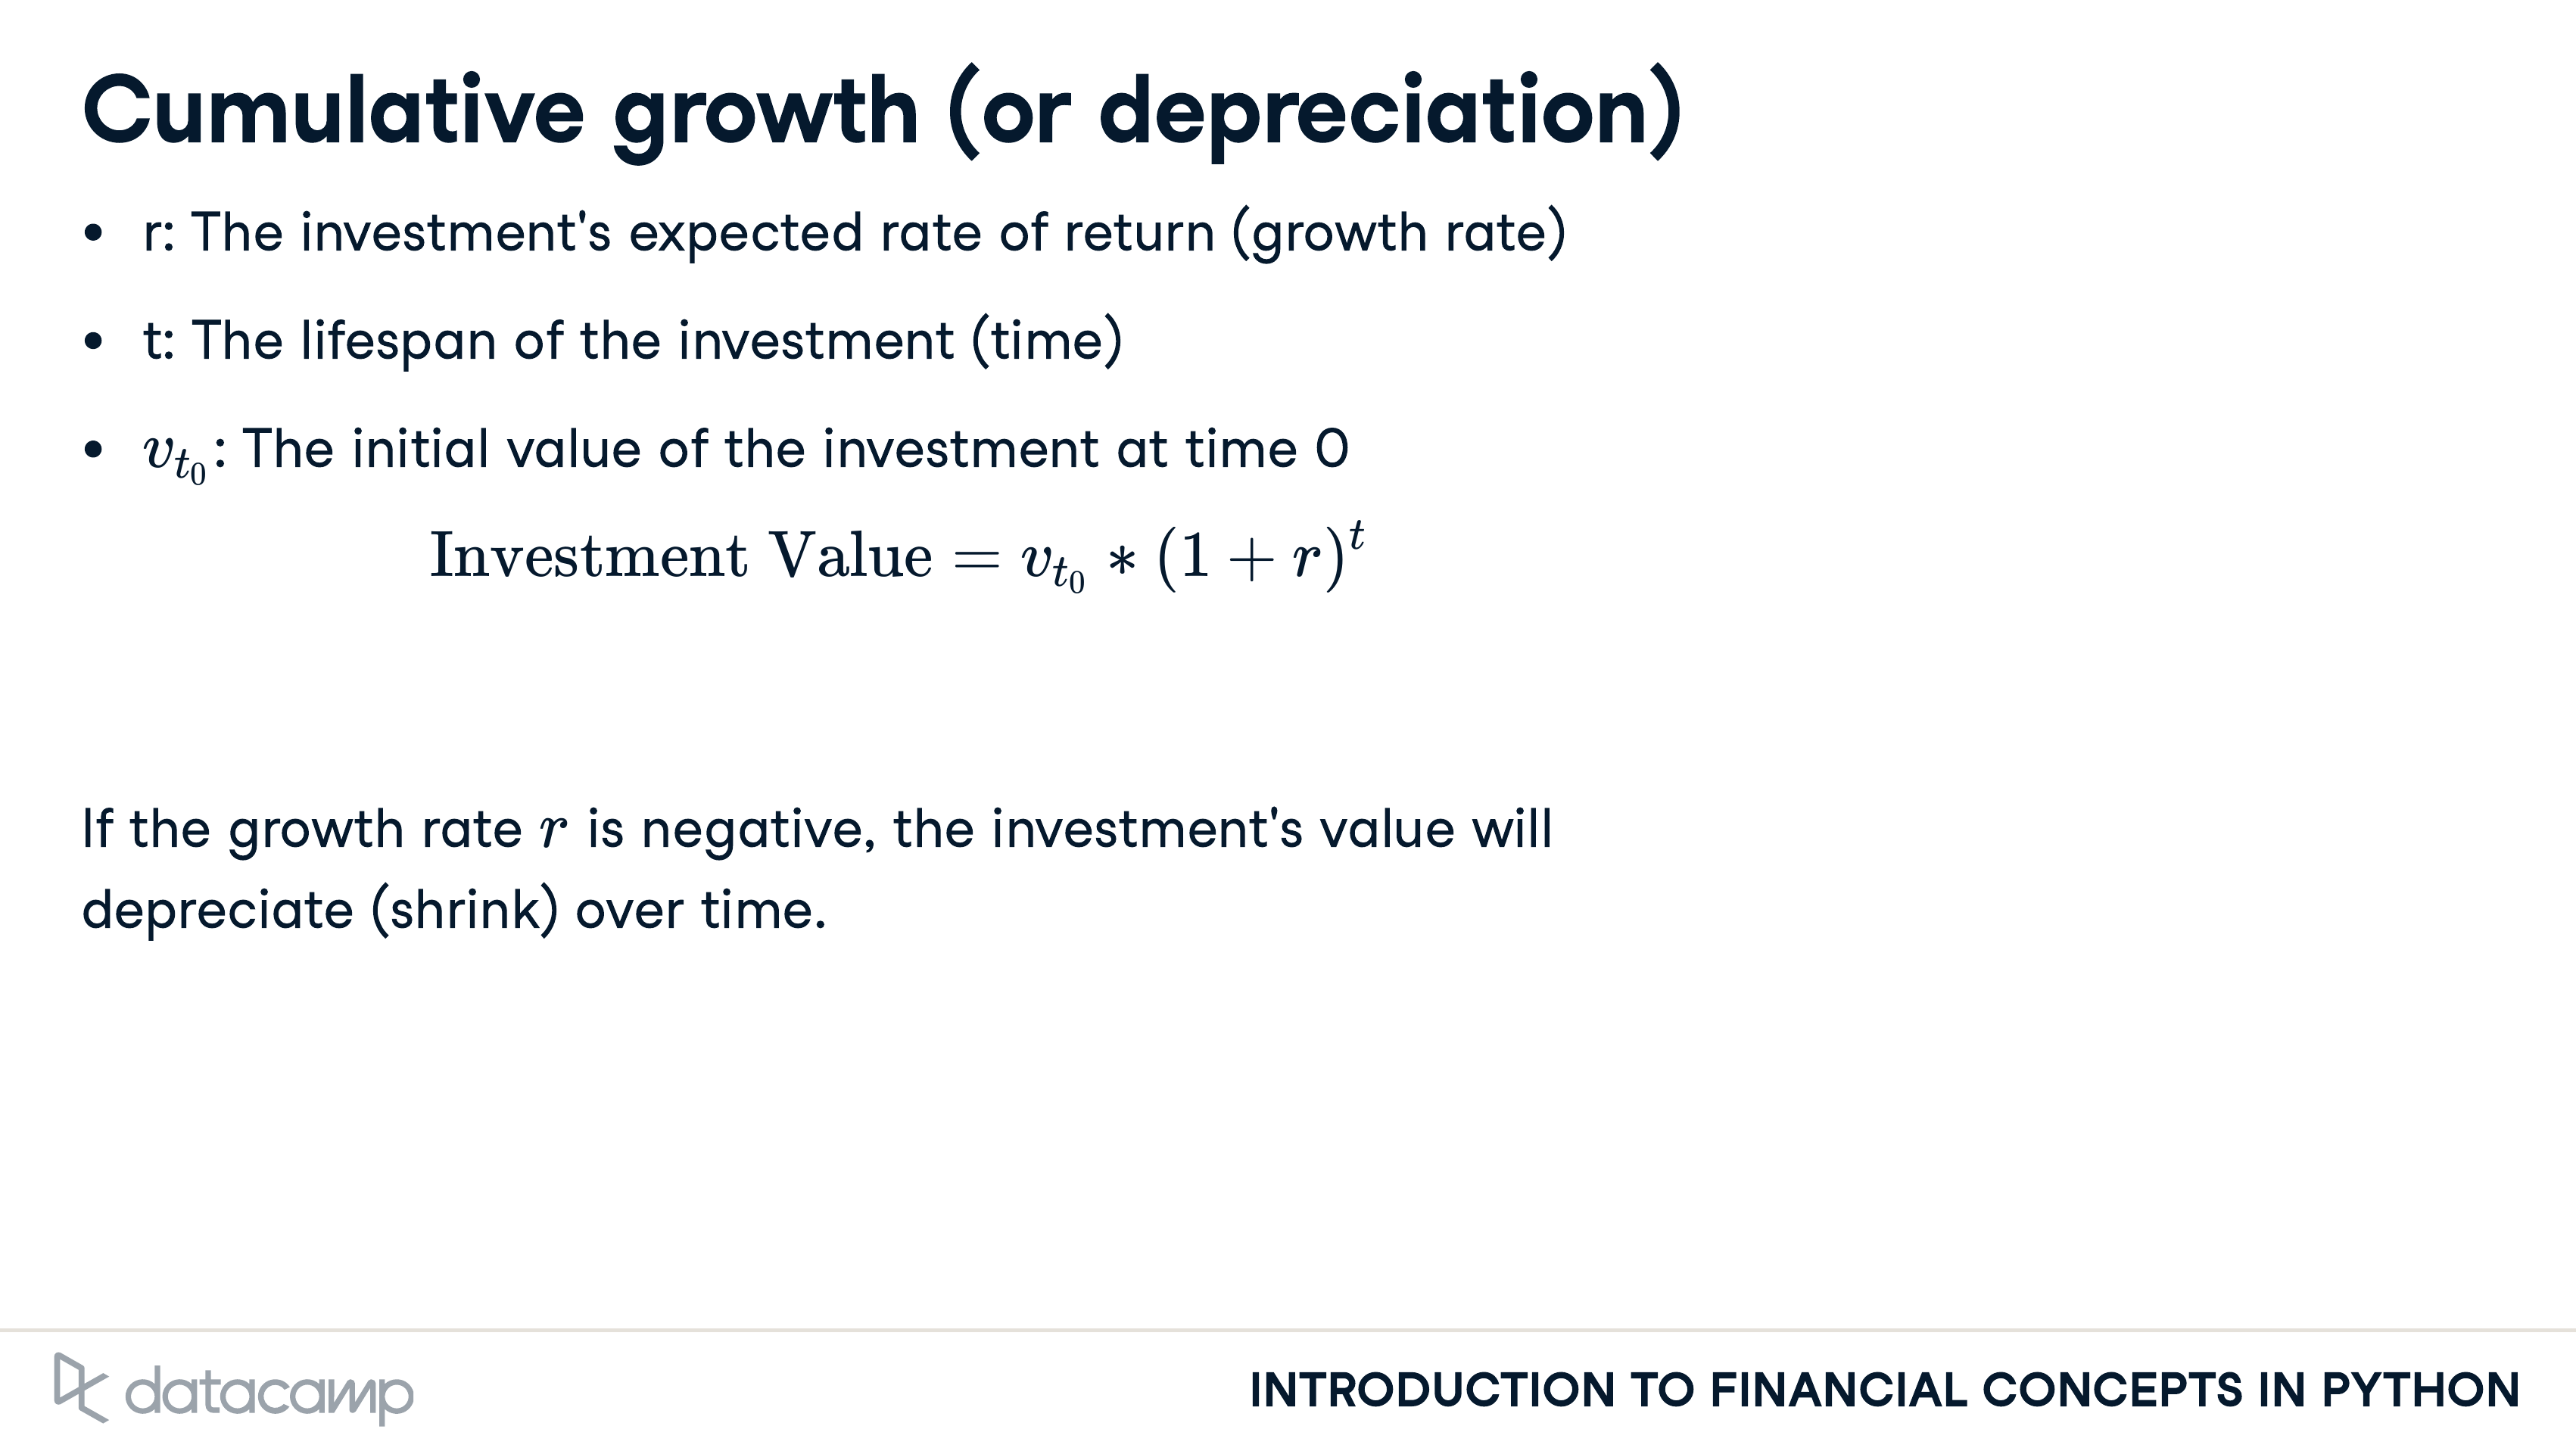 Cumulative growth (or depreciation)
• r: The investment's expected rate of return (growth rate)
• t: The lifespan of the investment (time)
• v_{t_0}: The initial value of the investment at time 0
Investment Value = v_{t_0} * (1 + r)^t
If the growth rate r is negative, the investment's value will
depreciate (shrink) over time.
datacamp
INTRODUCTION TO FINANCIAL CONCEPTS IN PYTHON